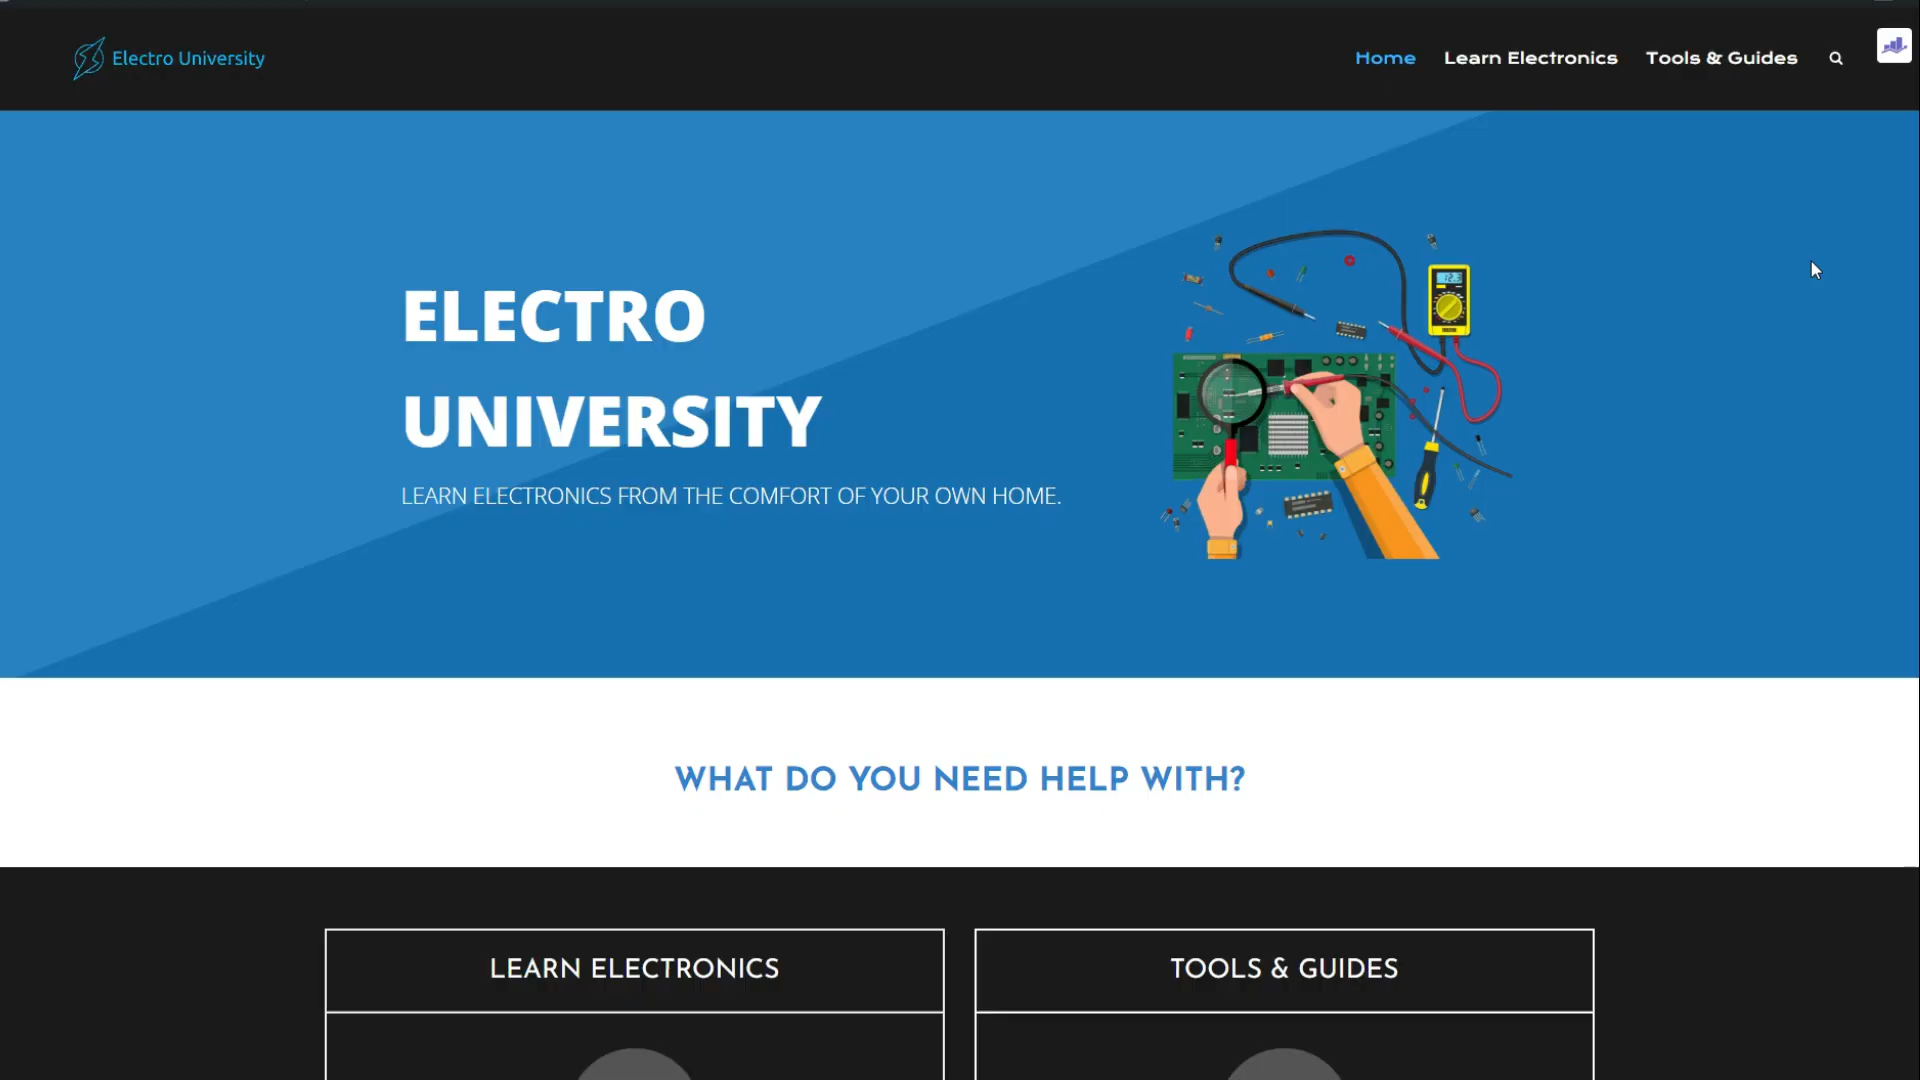 Electro University
Home
Learn Electronics
Tools & Guides
ELECTRO
UNIVERSITY
LEARN ELECTRONICS FROM THE COMFORT OF YOUR OWN HOME.
WHAT DO YOU NEED HELP WITH?
LEARN ELECTRONICS
TOOLS & GUIDES